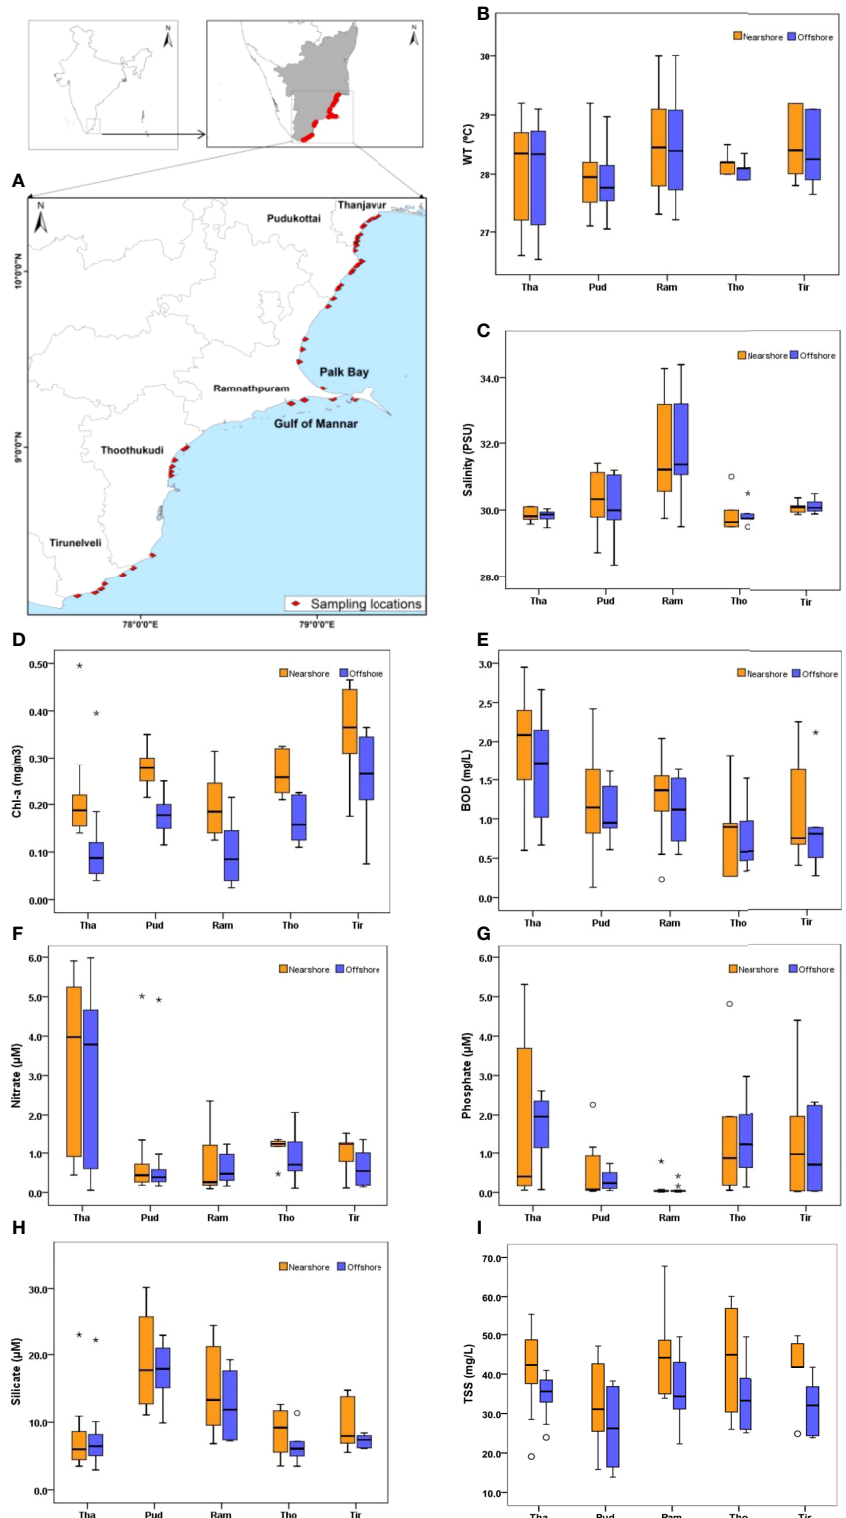 N
N
A
N
Thanjavur
Pudukottai
10°0'0"N
Palk Bay
Ramnathpuram
Gulf of Mannar
9°0'0"N
Thoothukudi
Tirunelveli
Sampling locations
78°0'0"E
79°0'0"E
B
Nearshore Offshore
30
29
28
27
WT (ºC)
Tha Pud Ram Tho Tir
C
Nearshore Offshore
34.0
32.0
30.0
28.0
Salinity (PSU)
Tha Pud Ram Tho Tir
D
Nearshore Offshore
0.50
0.40
0.30
0.20
0.10
0.00
Chl-a (mg/m3)
Tha Pud Ram Tho Tir
E
Nearshore Offshore
3.0
2.5
2.0
1.5
1.0
0.5
0.0
BOD (mg/L)
Tha Pud Ram Tho Tir
F
Nearshore Offshore
6.0
5.0
4.0
3.0
2.0
1.0
0.0
Nitrate (µM)
Tha Pud Ram Tho Tir
G
Nearshore Offshore
6.0
5.0
4.0
3.0
2.0
1.0
0.0
Phosphate (µM)
Tha Pud Ram Tho Tir
H
Nearshore Offshore
30.0
20.0
10.0
0.0
Silicate (µM)
Tha Pud Ram Tho Tir
I
70.0
60.0
50.0
40.0
30.0
20.0
10.0
TSS (mg/L)
Tha Pud Ram Tho Tir